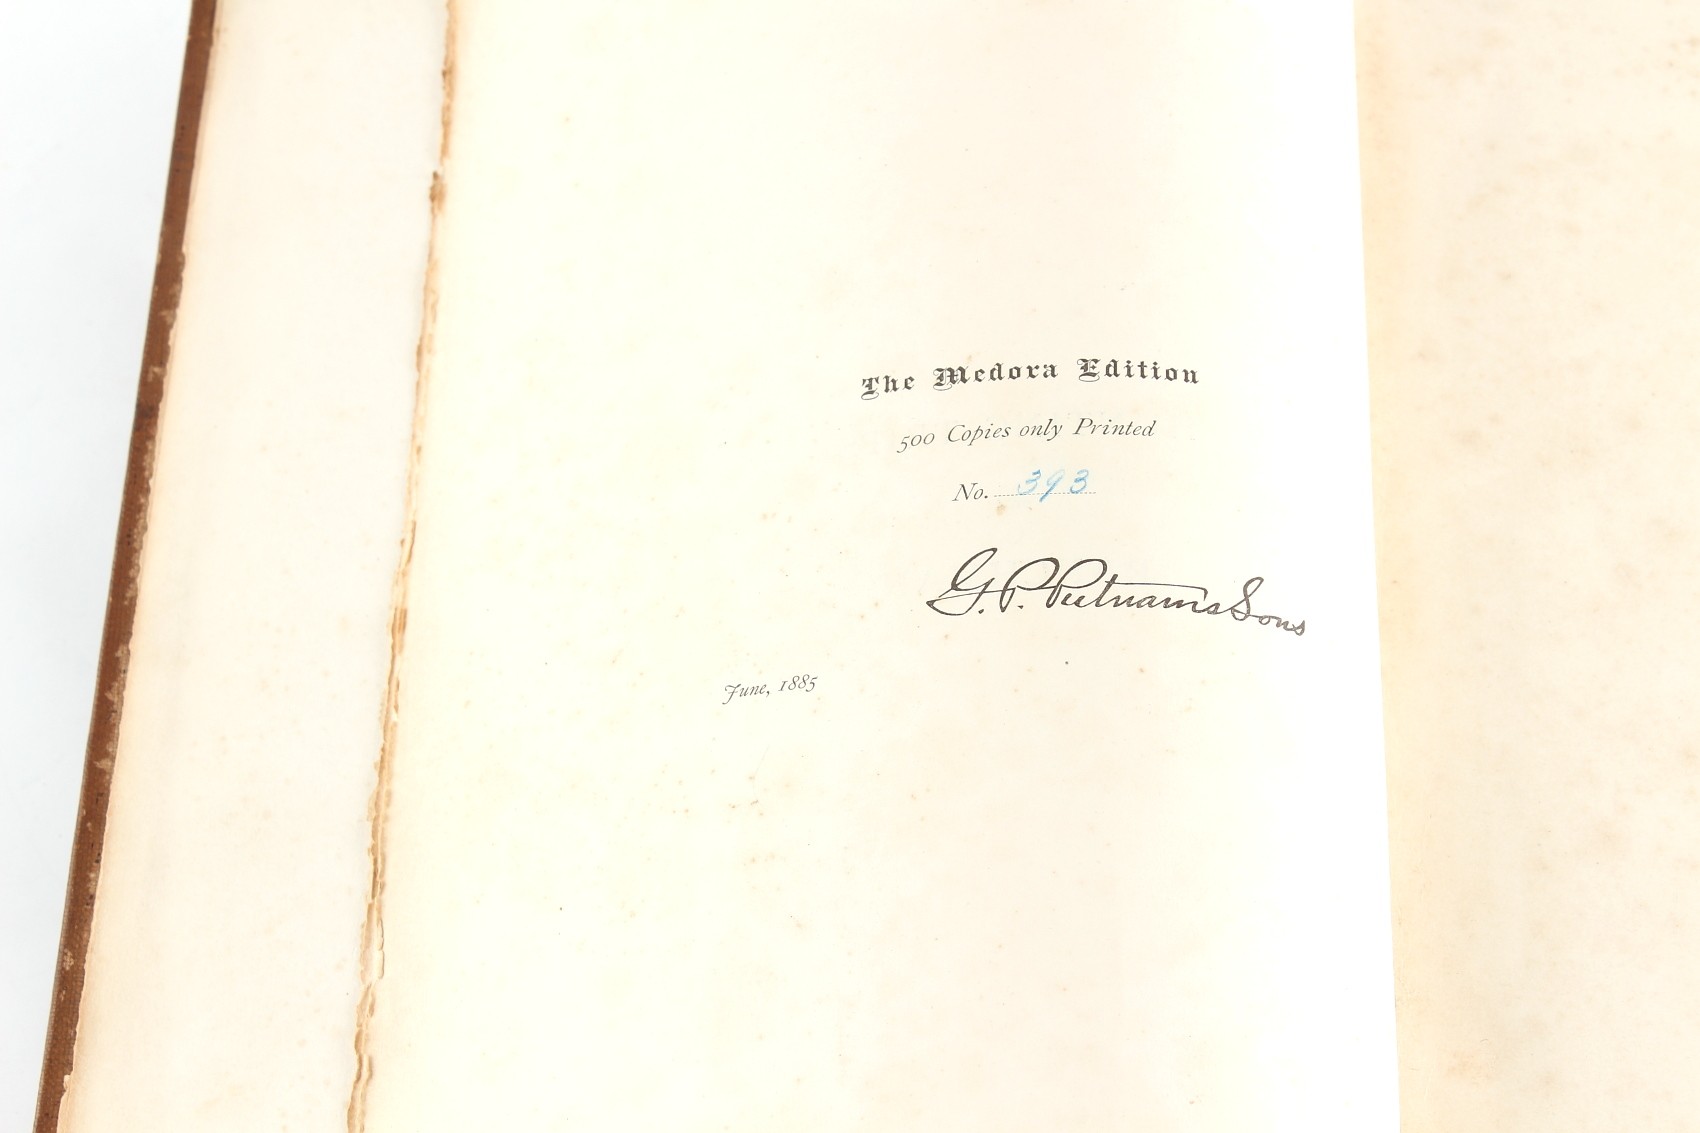 The Medora Edition
500 Copies only Printed
No. 393
G. P. Putnam's Sons
June, 1885